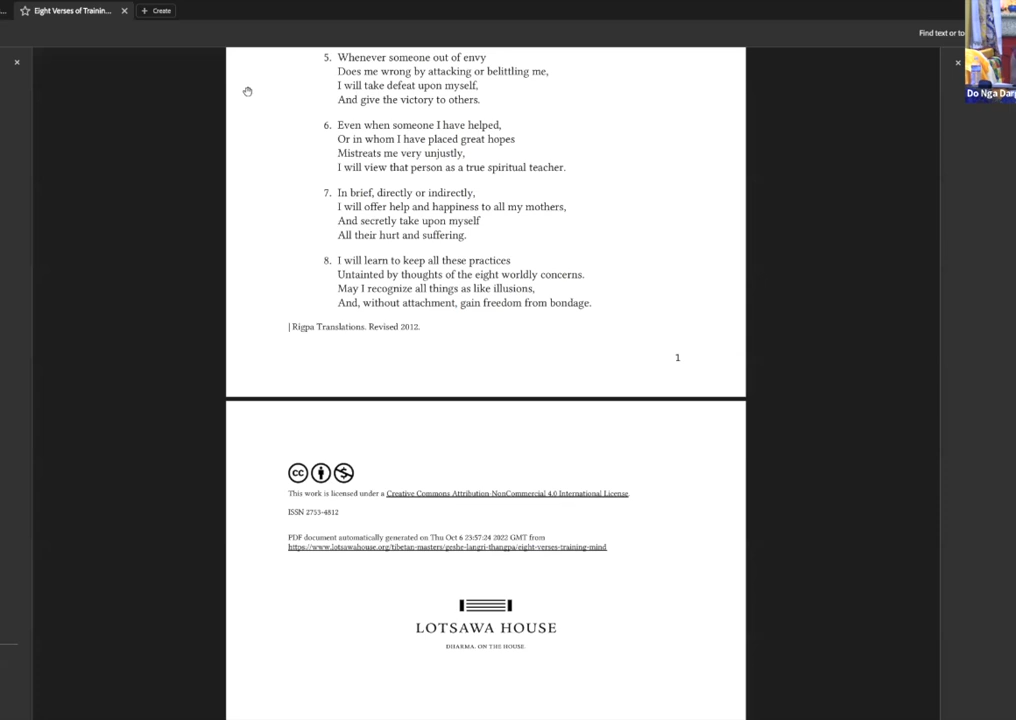 Eight Verses of Trainin...
Create
Find text or to
5. Whenever someone out of envy
Does me wrong by attacking or belittling me,
I will take defeat upon myself,
And give the victory to others.
6. Even when someone I have helped,
Or in whom I have placed great hopes
Mistreats me very unjustly,
I will view that person as a true spiritual teacher.
7. In brief, directly or indirectly,
I will offer help and happiness to all my mothers,
And secretly take upon myself
All their hurt and suffering.
8. I will learn to keep all these practices
Untainted by thoughts of the eight worldly concerns.
May I recognize all things as like illusions,
And, without attachment, gain freedom from bondage.
| Rigpa Translations. Revised 2012.
1
This work is licensed under a Creative Commons Attribution-NonCommercial 4.0 International License.
ISSN 2753-4812
PDF document automatically generated on Thu Oct 6 23:57:24 2022 GMT from
https://www.lotsawahouse.org/tibetan-masters/geshe-langri-thangpa/eight-verses-training-mind
LOTSAWA HOUSE
DHARMA. ON THE HOUSE
Do Nga Darg